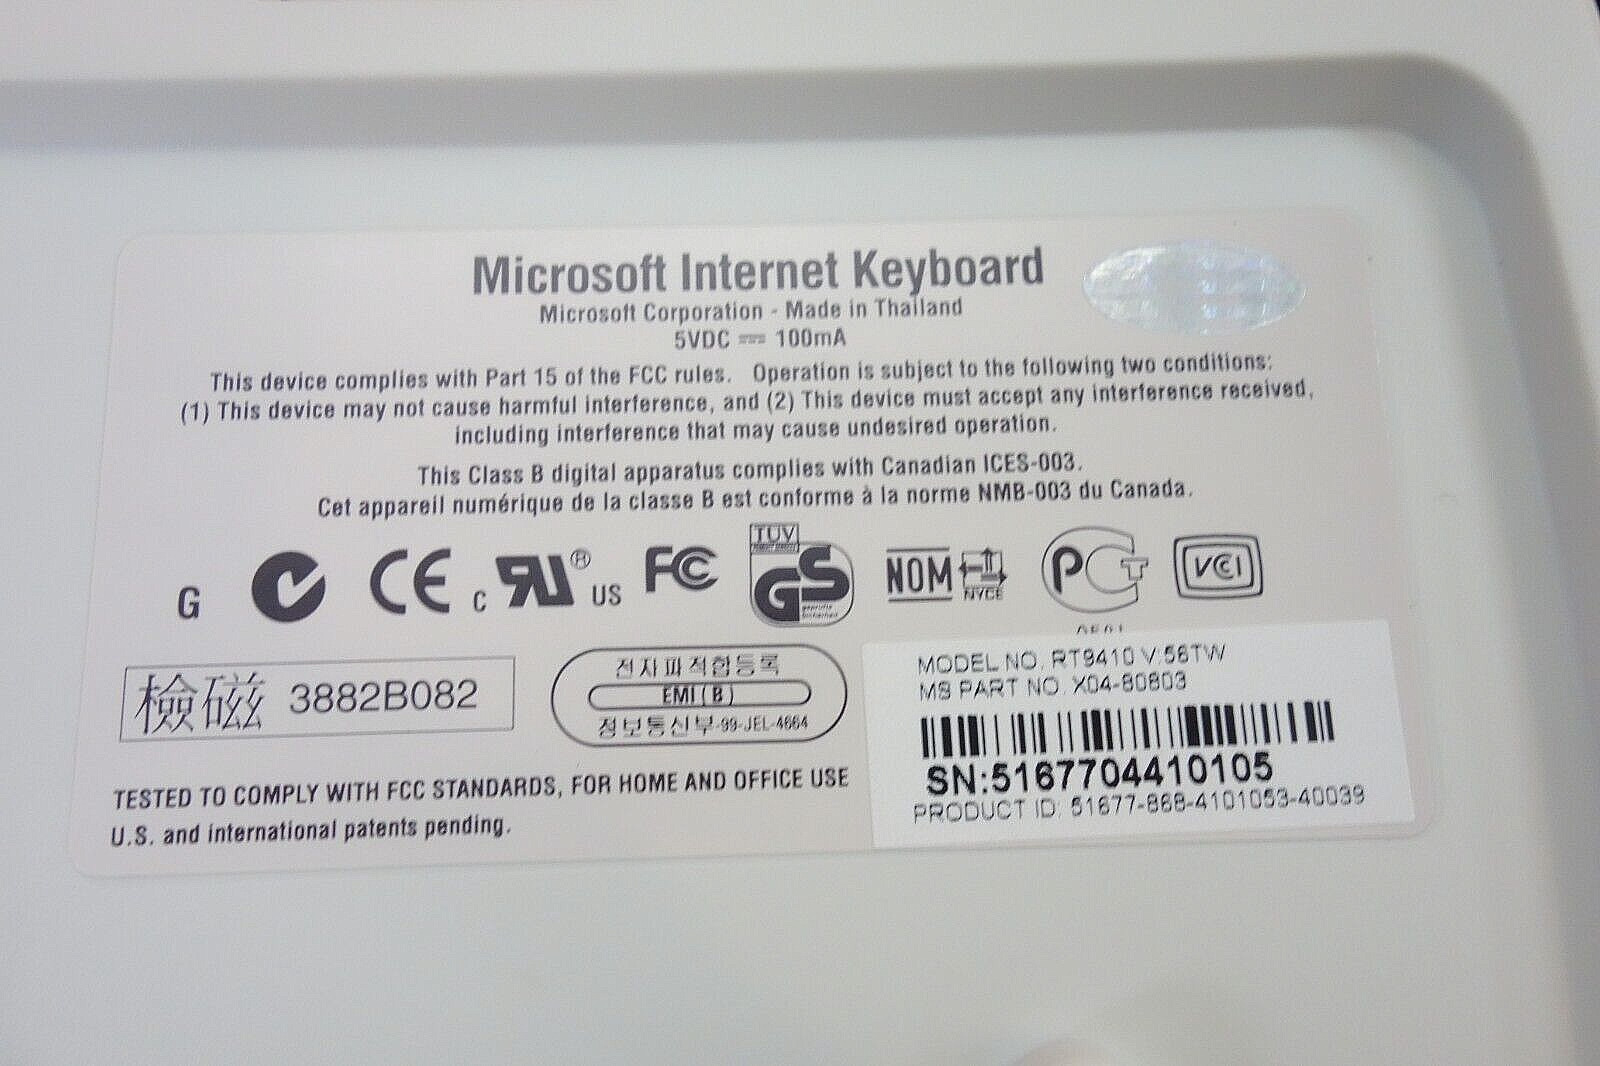 Microsoft Internet Keyboard
Microsoft Corporation - Made in Thailand
5VDC ⎓ 100mA
This device complies with Part 15 of the FCC rules. Operation is subject to the following two conditions:
(1) This device may not cause harmful interference, and (2) This device must accept any interference received,
including interference that may cause undesired operation.
This Class B digital apparatus complies with Canadian ICES-003.
Cet appareil numérique de la classe B est conforme à la norme NMB-003 du Canada.
G CE C RU ® US FC TUV GS NOM NYCE PCT VCI
檢磁 3882B082
전자파적합등록
EMI(B)
정보통신부-99-JEL-4664
MODEL NO. RT9410 V.56TW
MS PART NO. X04-80803
SN:5167704410105
PRODUCT ID: 51677-868-4101053-40039
TESTED TO COMPLY WITH FCC STANDARDS, FOR HOME AND OFFICE USE
U.S. and international patents pending.